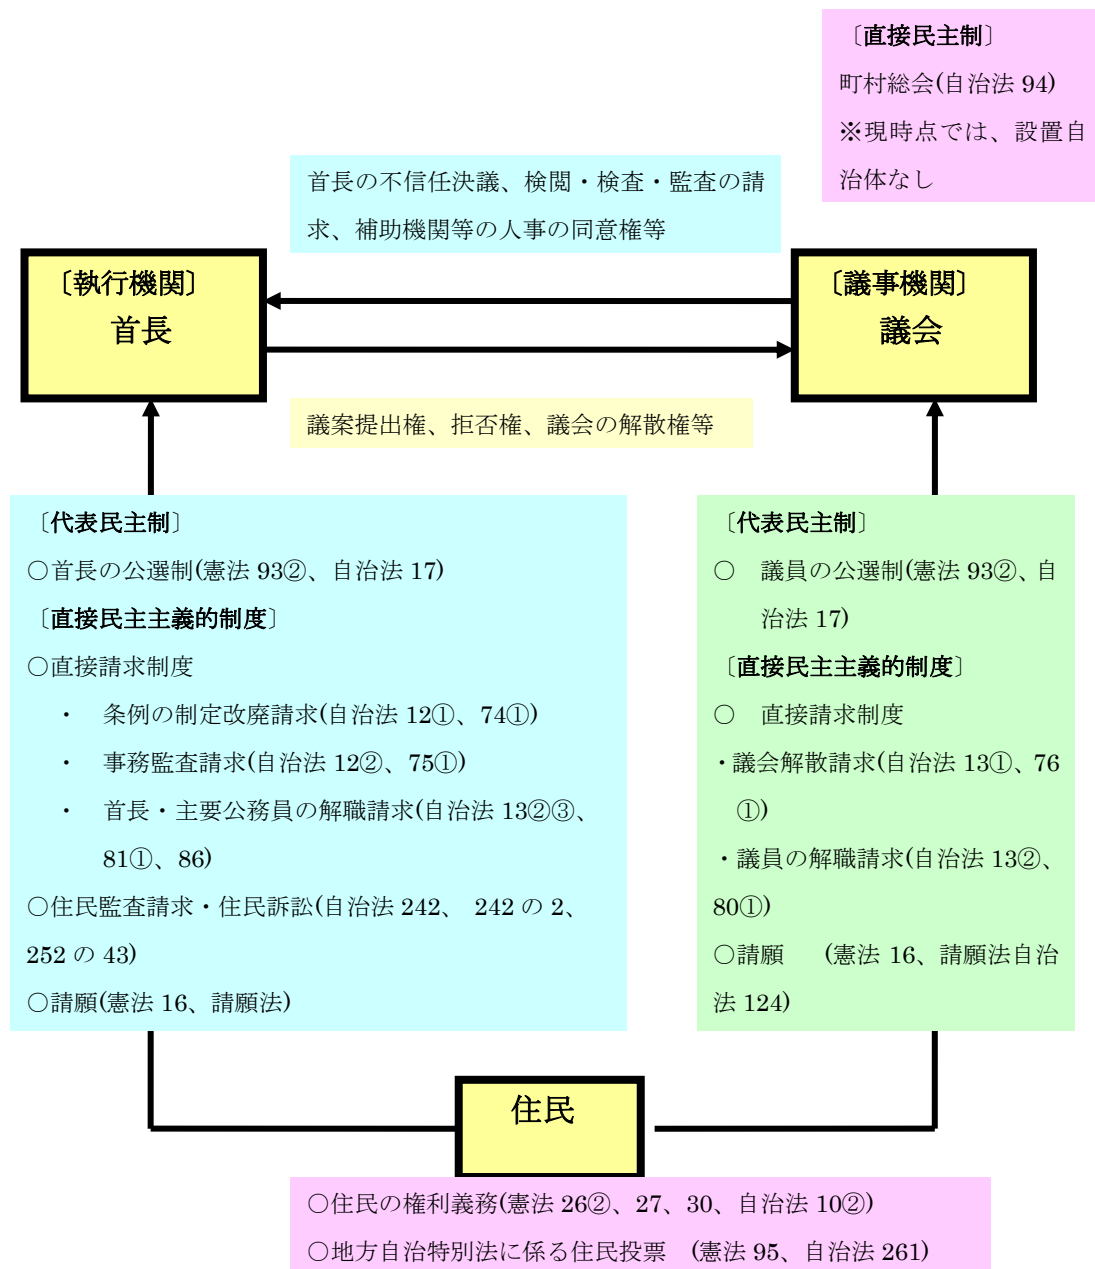 〔直接民主制〕
町村総会(自治法 94)
※現時点では、設置自
治体なし
首長の不信任決議、検閲・検査・監査の請
求、補助機関等の人事の同意権等
〔執行機関〕
首長
〔議事機関〕
議会
議案提出権、拒否権、議会の解散権等
〔代表民主制〕
○首長の公選制(憲法 93②、自治法 17)
〔直接民主主義的制度〕
○直接請求制度
・ 条例の制定改廃請求(自治法 12①、74①)
・ 事務監査請求(自治法 12②、75①)
・ 首長・主要公務員の解職請求(自治法 13②③、
81①、86)
○住民監査請求・住民訴訟(自治法 242、 242 の 2、
252 の 43)
○請願(憲法 16、請願法)
〔代表民主制〕
○ 議員の公選制(憲法 93②、自
治法 17)
〔直接民主主義的制度〕
○ 直接請求制度
・議会解散請求(自治法 13①、76
①)
・議員の解職請求(自治法 13②、
80①)
○請願 (憲法 16、請願法自治
法 124)
住民
○住民の権利義務(憲法 26②、27、30、自治法 10②)
○地方自治特別法に係る住民投票 (憲法 95、自治法 261)